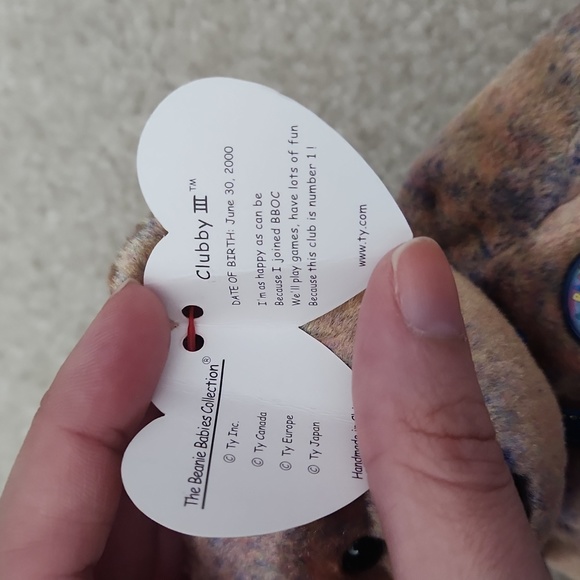 The Beanie Babies Collection®
© Ty Inc.
© Ty Canada
© Ty Europe
© Ty Japan
Handmade in
Clubby III™
DATE OF BIRTH: June 30, 2000
I'm as happy as can be
Because I joined BBOC
We'll play games, have lots of fun
Because this club is number 1!
www.ty.com